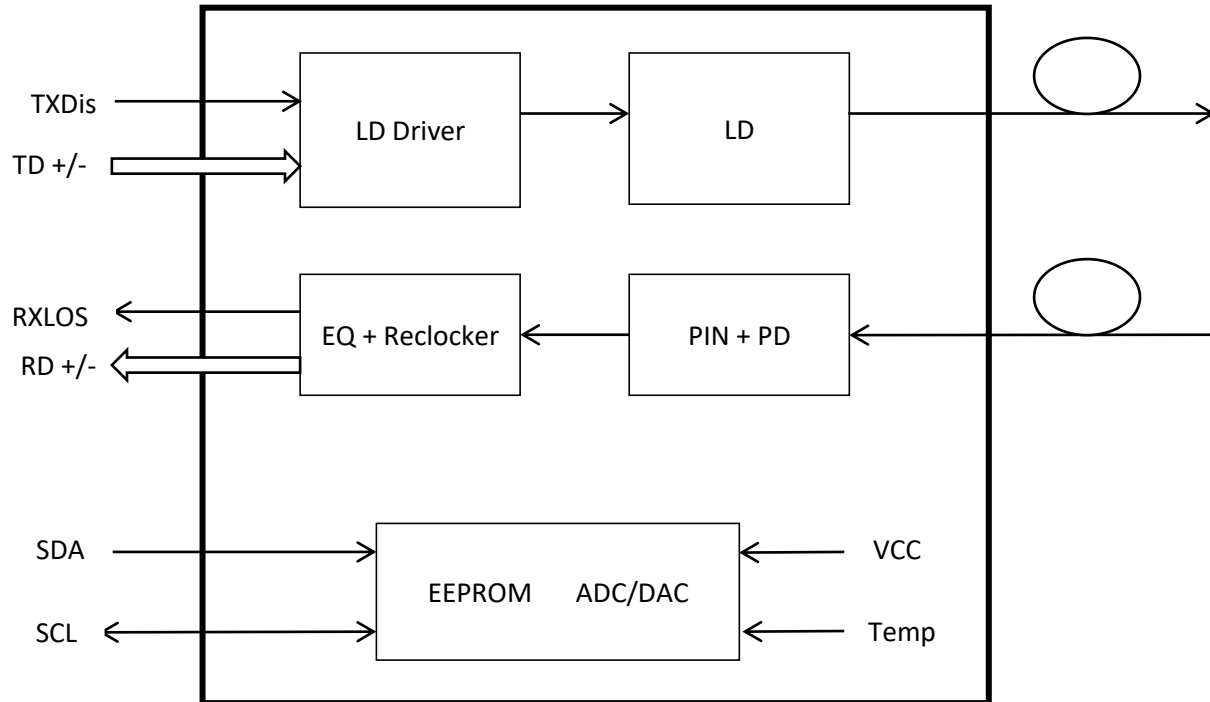 TXDis
LD Driver
LD
TD +/-
RXLOS
EQ + Reclocker
PIN + PD
RD +/-
SDA
VCC
EEPROM ADC/DAC
SCL
Temp